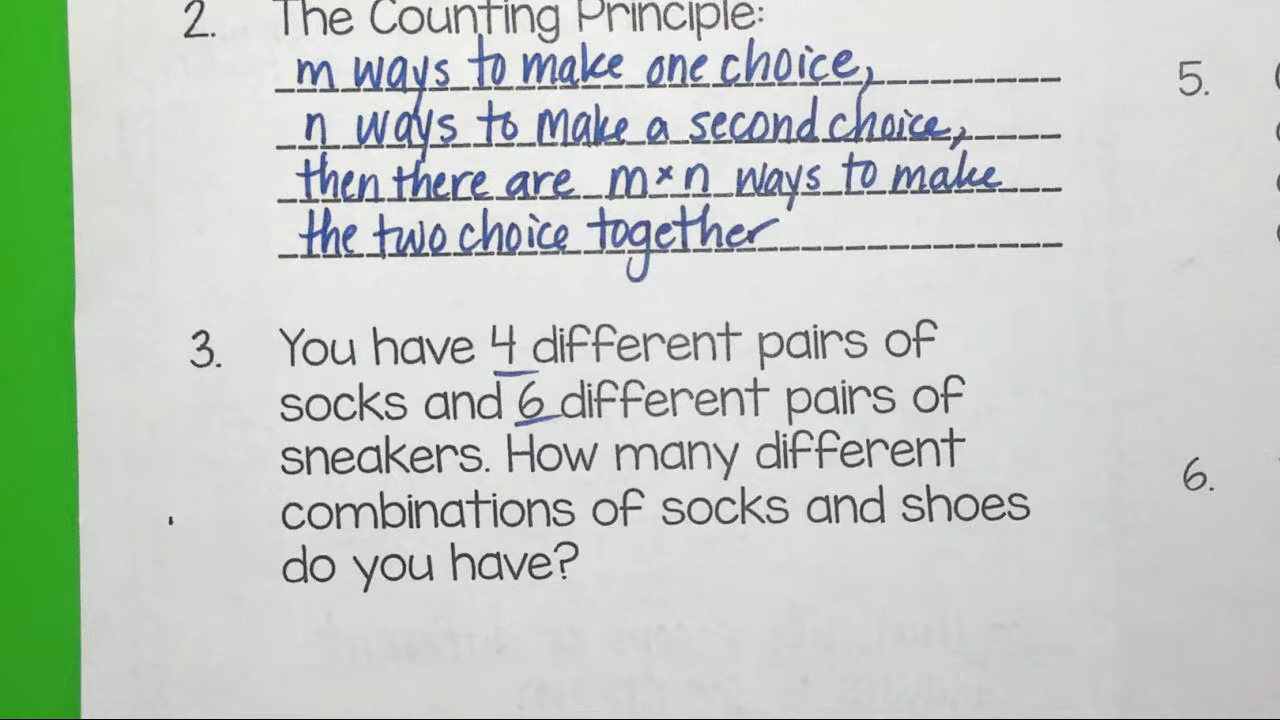 2. The Counting Principle:
m ways to make one choice,
n ways to make a second choice,
then there are m×n ways to make
the two choice together
3. You have 4 different pairs of
socks and 6 different pairs of
sneakers. How many different
combinations of socks and shoes
do you have?
5.
6.